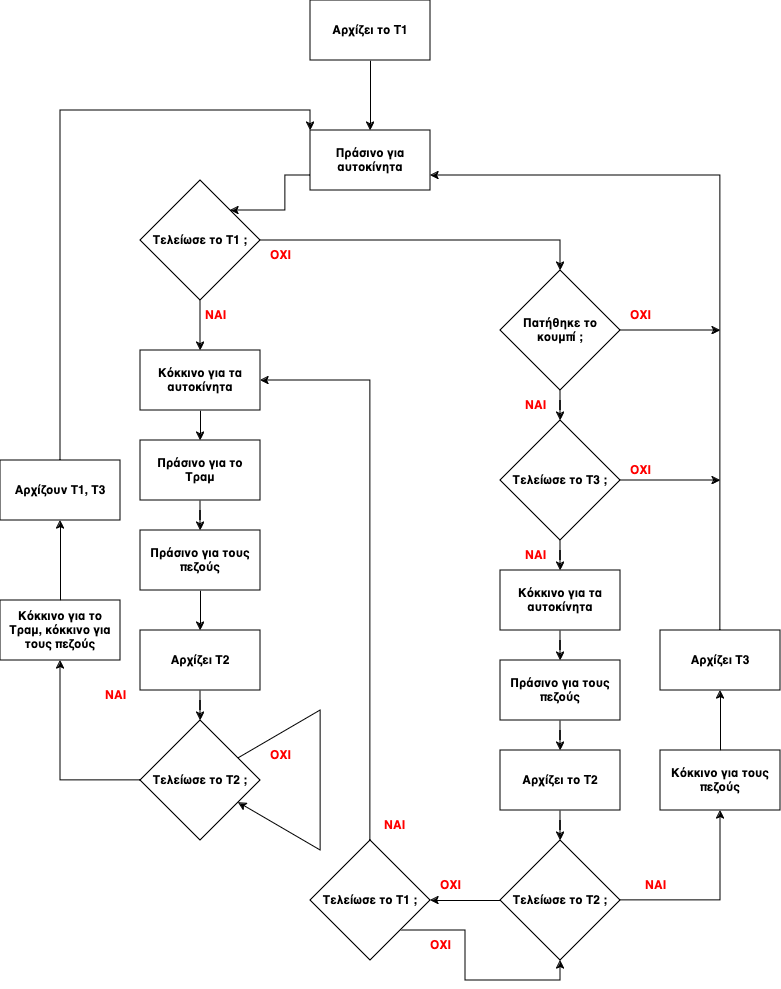 Αρχίζει το Τ1
Πράσινο για
αυτοκίνητα
Τελείωσε το Τ1 ;
ΟΧΙ
ΝΑΙ
Πατήθηκε το
κουμπί ;
ΟΧΙ
ΝΑΙ
Κόκκινο για τα
αυτοκίνητα
Πράσινο για το
Τραμ
Τελείωσε το Τ3 ;
ΟΧΙ
ΝΑΙ
Αρχίζουν Τ1, Τ3
Πράσινο για τους
πεζούς
Κόκκινο για τα
αυτοκίνητα
Κόκκινο για το
Τραμ, κόκκινο για
τους πεζούς
Αρχίζει Τ2
Πράσινο για τους
πεζούς
Αρχίζει Τ3
ΝΑΙ
Τελείωσε το Τ2 ;
ΟΧΙ
Αρχίζει το Τ2
Κόκκινο για τους
πεζούς
ΝΑΙ
Τελείωσε το Τ1 ;
ΟΧΙ
ΟΧΙ
Τελείωσε το Τ2 ;
ΝΑΙ